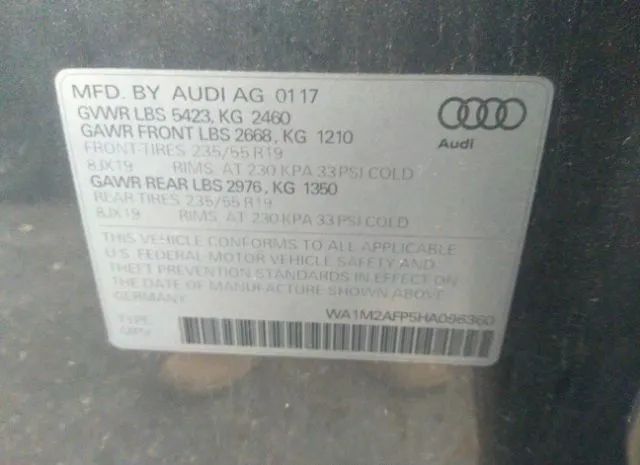 MFD. BY AUDI AG 01 17
GVWR LBS 5423, KG 2460
GAWR FRONT LBS 2668, KG 1210
FRONT-TIRES 235/55 R19
8JX19 RIMS. AT 230 KPA 33 PSI COLD
GAWR REAR LBS 2976, KG 1350
REAR TIRES 235/55 R19
8JX19 RIMS. AT 230 KPA 33 PSI COLD
Audi
THIS VEHICLE CONFORMS TO ALL APPLICABLE
U.S. FEDERAL MOTOR VEHICLE SAFETY AND
THEFT PREVENTION STANDARDS IN EFFECT ON
THE DATE OF MANUFACTURE SHOWN ABOVE.
GERMANY
WA1M2AFP5HA096360
TYPE: